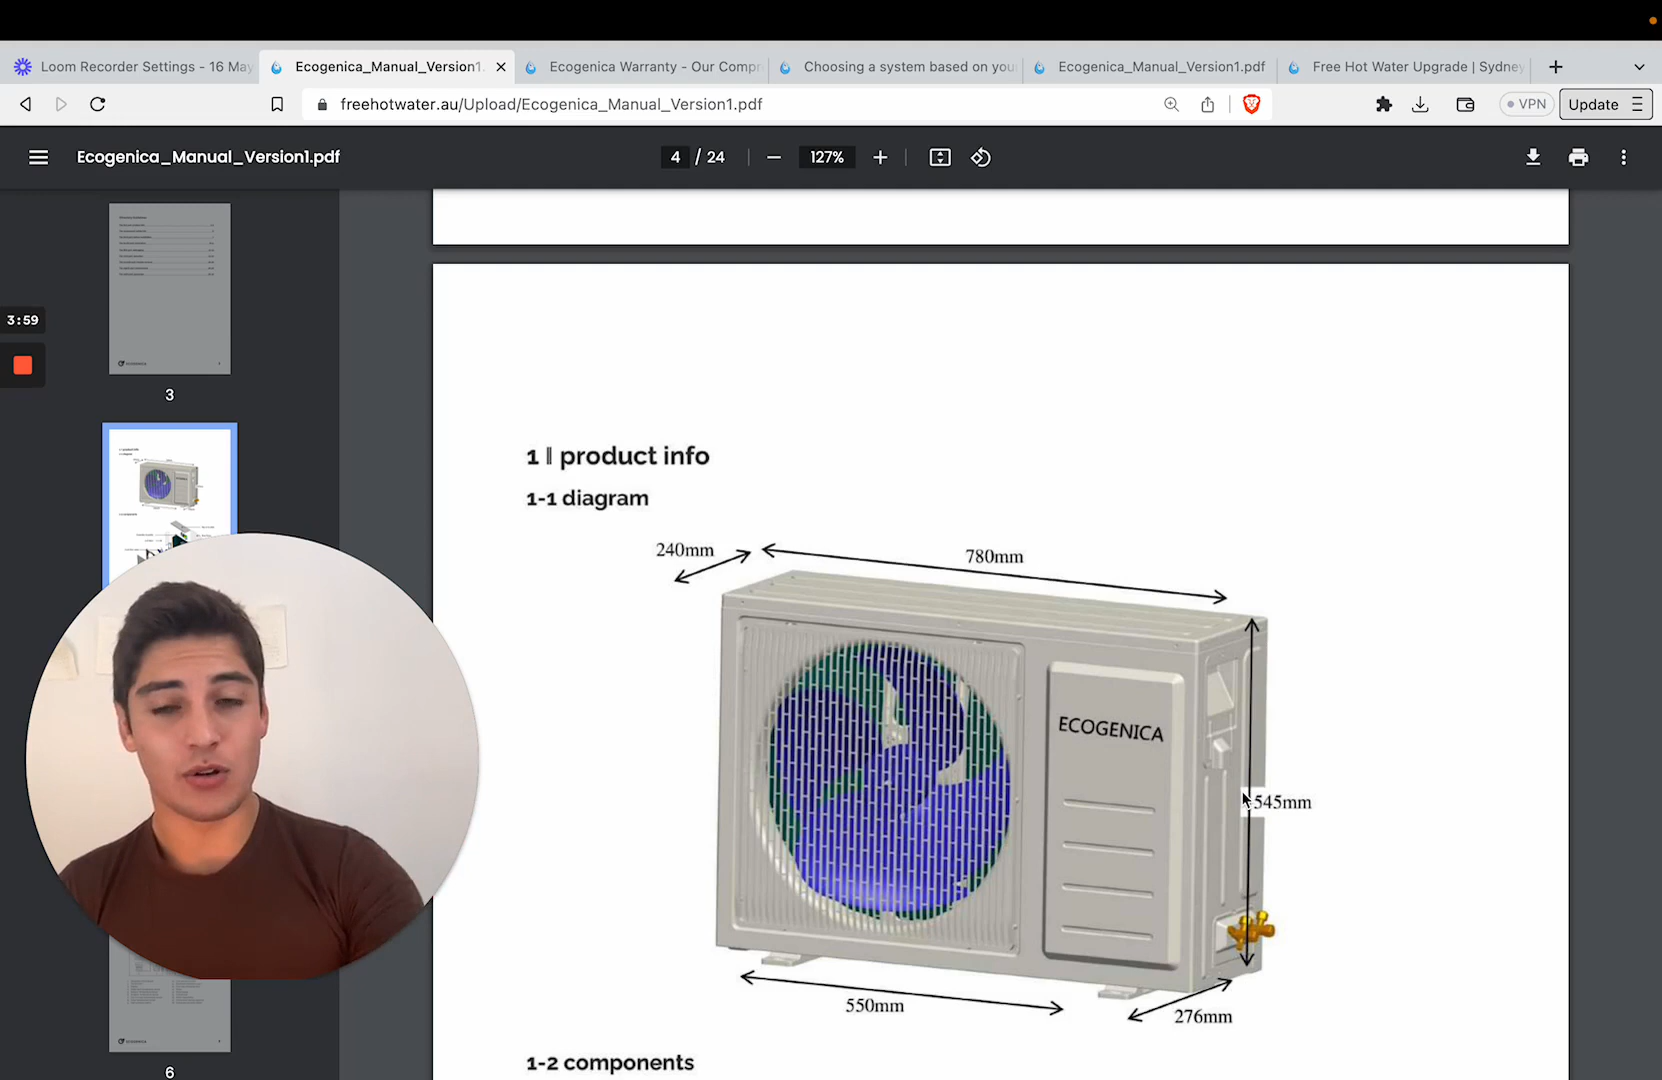 Loom Recorder Settings - 16 May
Ecogenica_Manual_Version1.
Ecogenica Warranty - Our Compr
Choosing a system based on you
Ecogenica_Manual_Version1.pdf
Free Hot Water Upgrade | Sydney
freehotwater.au/Upload/Ecogenica_Manual_Version1.pdf
VPN
Update
Ecogenica_Manual_Version1.pdf
4 / 24
127%
3:59
3
6
1 || product info
1-1 diagram
240mm
780mm
ECOGENICA
545mm
550mm
276mm
1-2 components